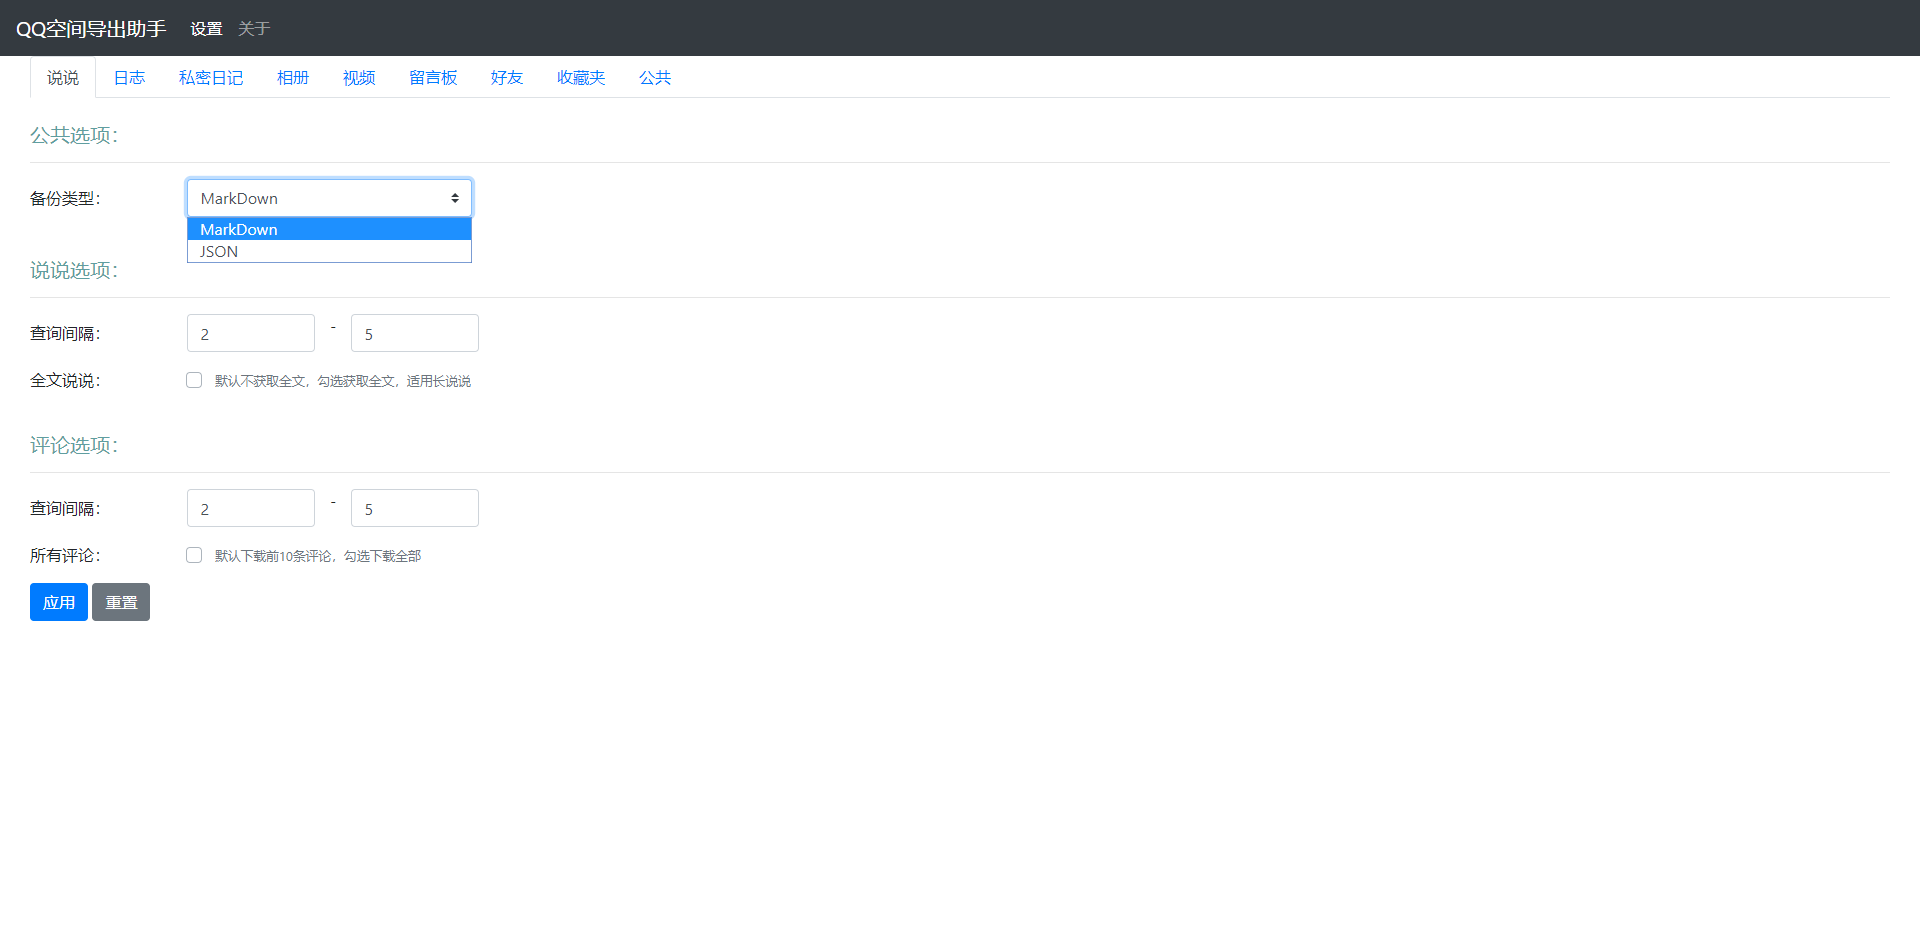 QQ空间导出助手 设置 关于
说说 日志 私密日记 相册 视频 留言板 好友 收藏夹 公共
公共选项：
备份类型： MarkDown
MarkDown
JSON
说说选项：
查询间隔： 2 - 5
全文说说： 默认不获取全文，勾选获取全文，适用长说说
评论选项：
查询间隔： 2 - 5
所有评论： 默认下载前10条评论，勾选下载全部
应用 重置